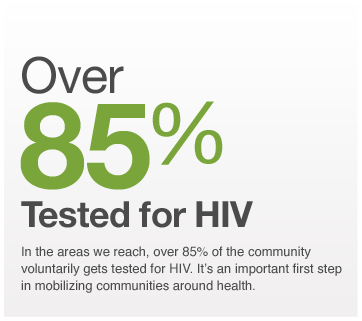 Over
85%
Tested for HIV
In the areas we reach, over 85% of the community
voluntarily gets tested for HIV. It's an important first step
in mobilizing communities around health.